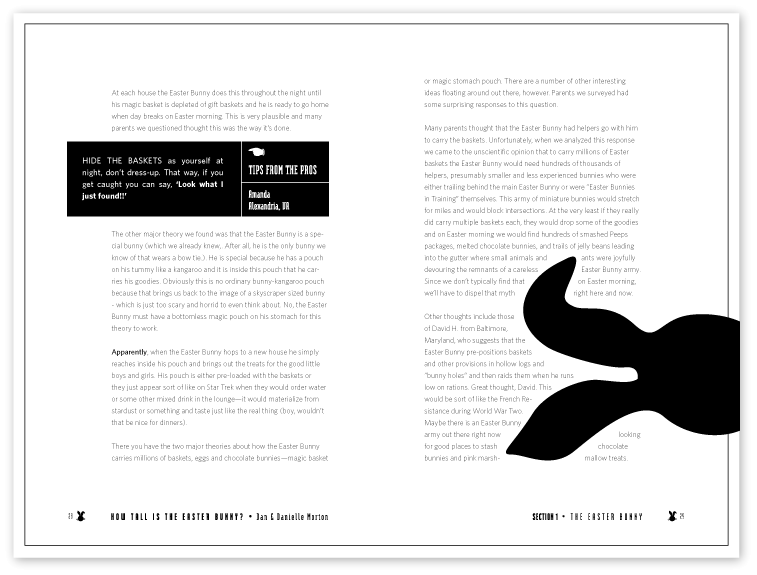 At each house the Easter Bunny does this throughout the night until
his magic basket is depleted of gift baskets and he is ready to go home
when day breaks on Easter morning. This is very plausible and many
parents we questioned thought this was the way it's done.
HIDE THE BASKETS as yourself at
night, don't dress-up. That way, if you
get caught you can say, 'Look what I
just found!!'
TIPS FROM THE PROS
Amanda
Alexandria, VA
The other major theory we found was that the Easter Bunny is a spe-
cial bunny (which we already knew,. After all, he is the only bunny we
know of that wears a bow tie.). He is special because he has a pouch
on his tummy like a kangaroo and it is inside this pouch that he car-
ries his goodies. Obviously this is no ordinary bunny-kangaroo pouch
because that brings us back to the image of a skyscraper sized bunny
- which is just too scary and horrid to even think about. No, the Easter
Bunny must have a bottomless magic pouch on his stomach for this
theory to work.
Apparently, when the Easter Bunny hops to a new house he simply
reaches inside his pouch and brings out the treats for the good little
boys and girls. His pouch is either pre-loaded with the baskets or
they just appear sort of like on Star Trek when they would order water
or some other mixed drink in the lounge—it would materialize from
stardust or something and taste just like the real thing (boy, wouldn't
that be nice for dinners).
There you have the two major theories about how the Easter Bunny
carries millions of baskets, eggs and chocolate bunnies—magic basket
HOW TALL IS THE EASTER BUNNY? • Dan & Danielle Morton
or magic stomach pouch. There are a number of other interesting
ideas floating around out there, however. Parents we surveyed had
some surprising responses to this question.
Many parents thought that the Easter Bunny had helpers go with him
to carry the baskets. Unfortunately, when we analyzed this response
we came to the unscientific opinion that to carry millions of Easter
baskets the Easter Bunny would need hundreds of thousands of
helpers, presumably smaller and less experienced bunnies who were
either trailing behind the main Easter Bunny or were "Easter Bunnies
in Training" themselves. This army of miniature bunnies would stretch
for miles and would block intersections. At the very least if they really
did carry multiple baskets each, they would drop some of the goodies
and on Easter morning we would find hundreds of smashed Peeps
packages, melted chocolate bunnies, and trails of jelly beans leading
into the gutter where small animals and ants were joyfully
devouring the remnants of a careless Easter Bunny army.
Since we don't typically find that on Easter morning,
we'll have to dispel that myth right here and now.
Other thoughts include those
of David H. from Baltimore,
Maryland, who suggests that the
Easter Bunny pre-positions baskets
and other provisions in hollow logs and
"bunny holes" and then raids them when he runs
low on rations. Great thought, David. This
would be sort of like the French Re-
sistance during World War Two.
Maybe there is an Easter Bunny
army out there right now looking
for good places to stash chocolate
bunnies and pink marsh- mallow treats.
SECTION 1 • THE EASTER BUNNY